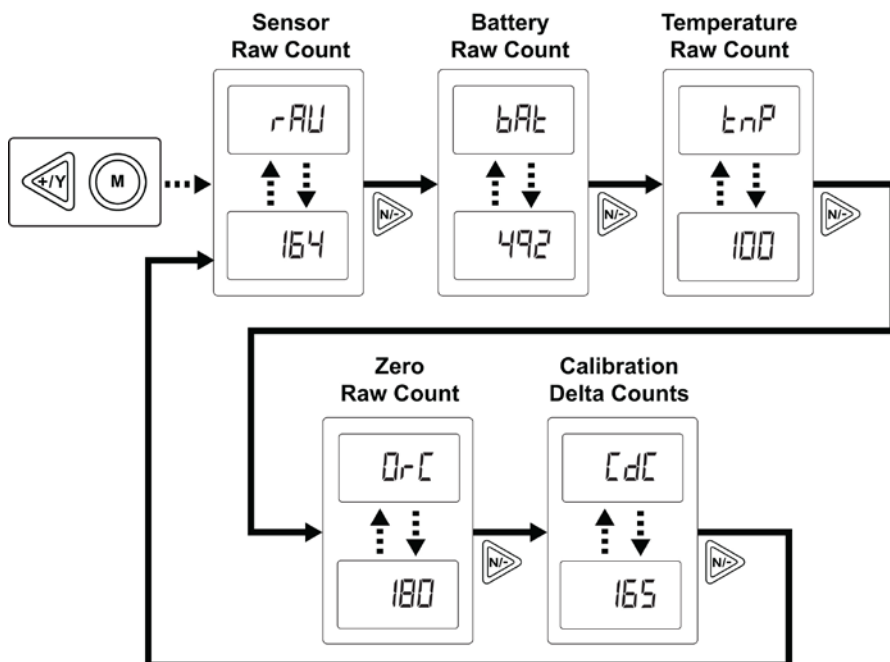 Sensor
Raw Count
Battery
Raw Count
Temperature
Raw Count
rAU
bAt
tnP
+/Y
M
N/-
N/-
N/-
164
492
100
Zero
Raw Count
Calibration
Delta Counts
0rC
CdC
N/-
N/-
180
165